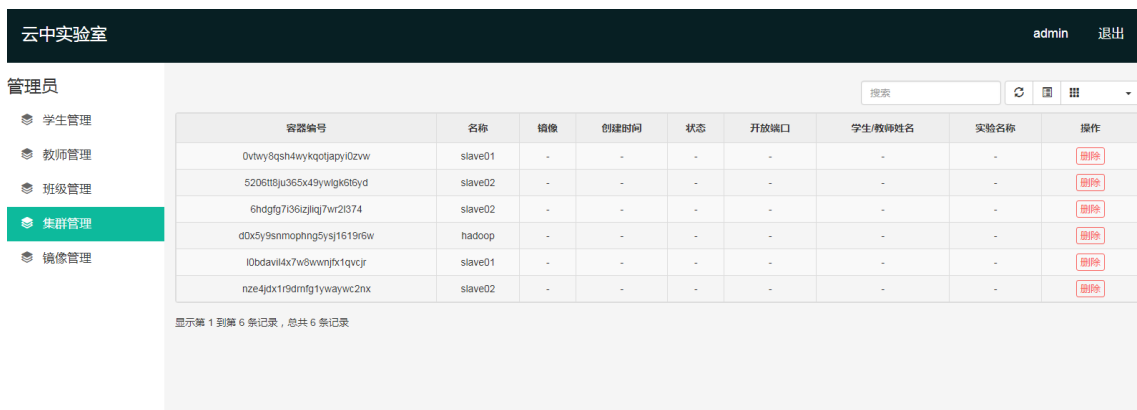 云中实验室 admin 退出
管理员
学生管理
教师管理
班级管理
集群管理
镜像管理
搜索
容器编号 名称 镜像 创建时间 状态 开放端口 学生/教师姓名 实验名称 操作
0vtwy8qsh4wykqotjapyi0zvw slave01 - - - - - - 删除
5206tt8ju365x49ywlgk6t6yd slave02 - - - - - - 删除
6hdgfg7i36izjliqj7wr2l374 slave02 - - - - - - 删除
d0x5y9snmophng5ysj1619r6w hadoop - - - - - - 删除
l0bdavil4x7w8wwnjfx1qvcjr slave01 - - - - - - 删除
nze4jdx1r9drnfg1ywaywc2nx slave02 - - - - - - 删除
显示第 1 到第 6 条记录，总共 6 条记录